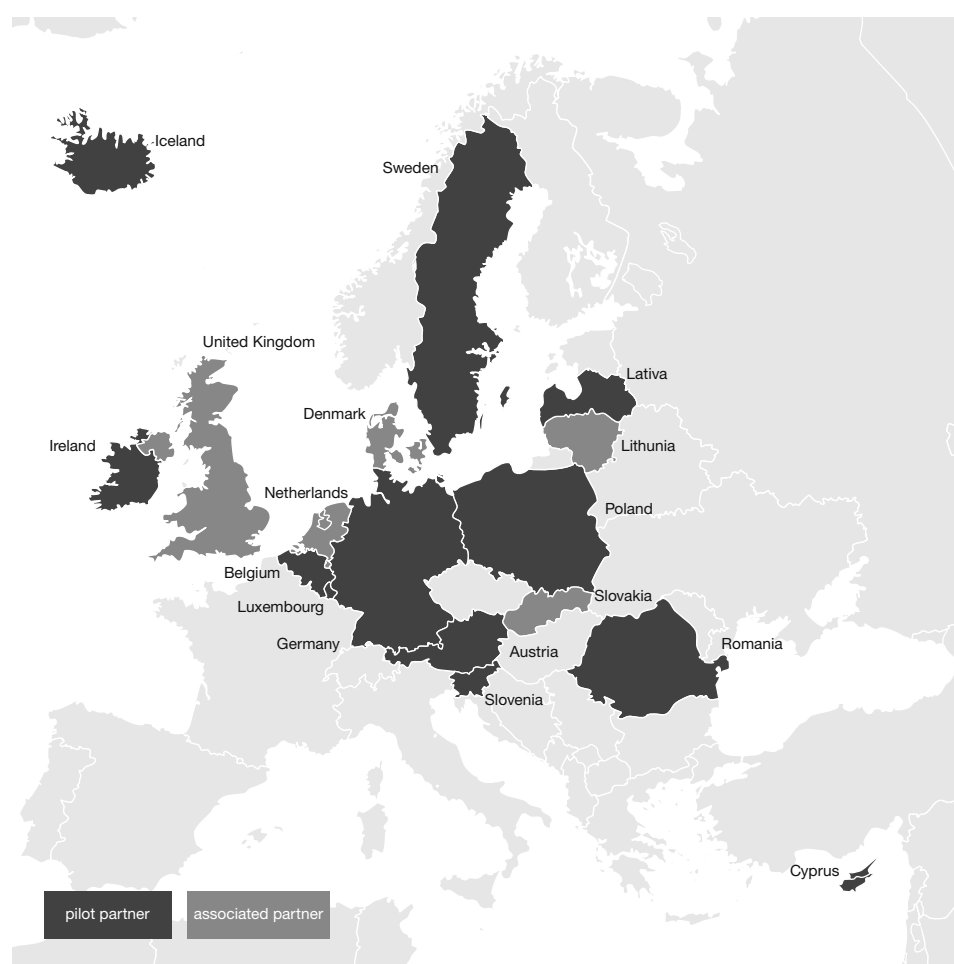 Iceland
Sweden
United Kingdom
Lativa
Denmark
Ireland
Lithunia
Netherlands
Poland
Belgium
Slovakia
Luxembourg
Germany
Austria
Romania
Slovenia
Cyprus
pilot partner
associated partner